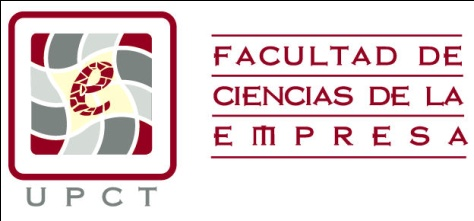 e
UPCT
FACULTAD DE
CIENCIAS DE LA
EMPRESA